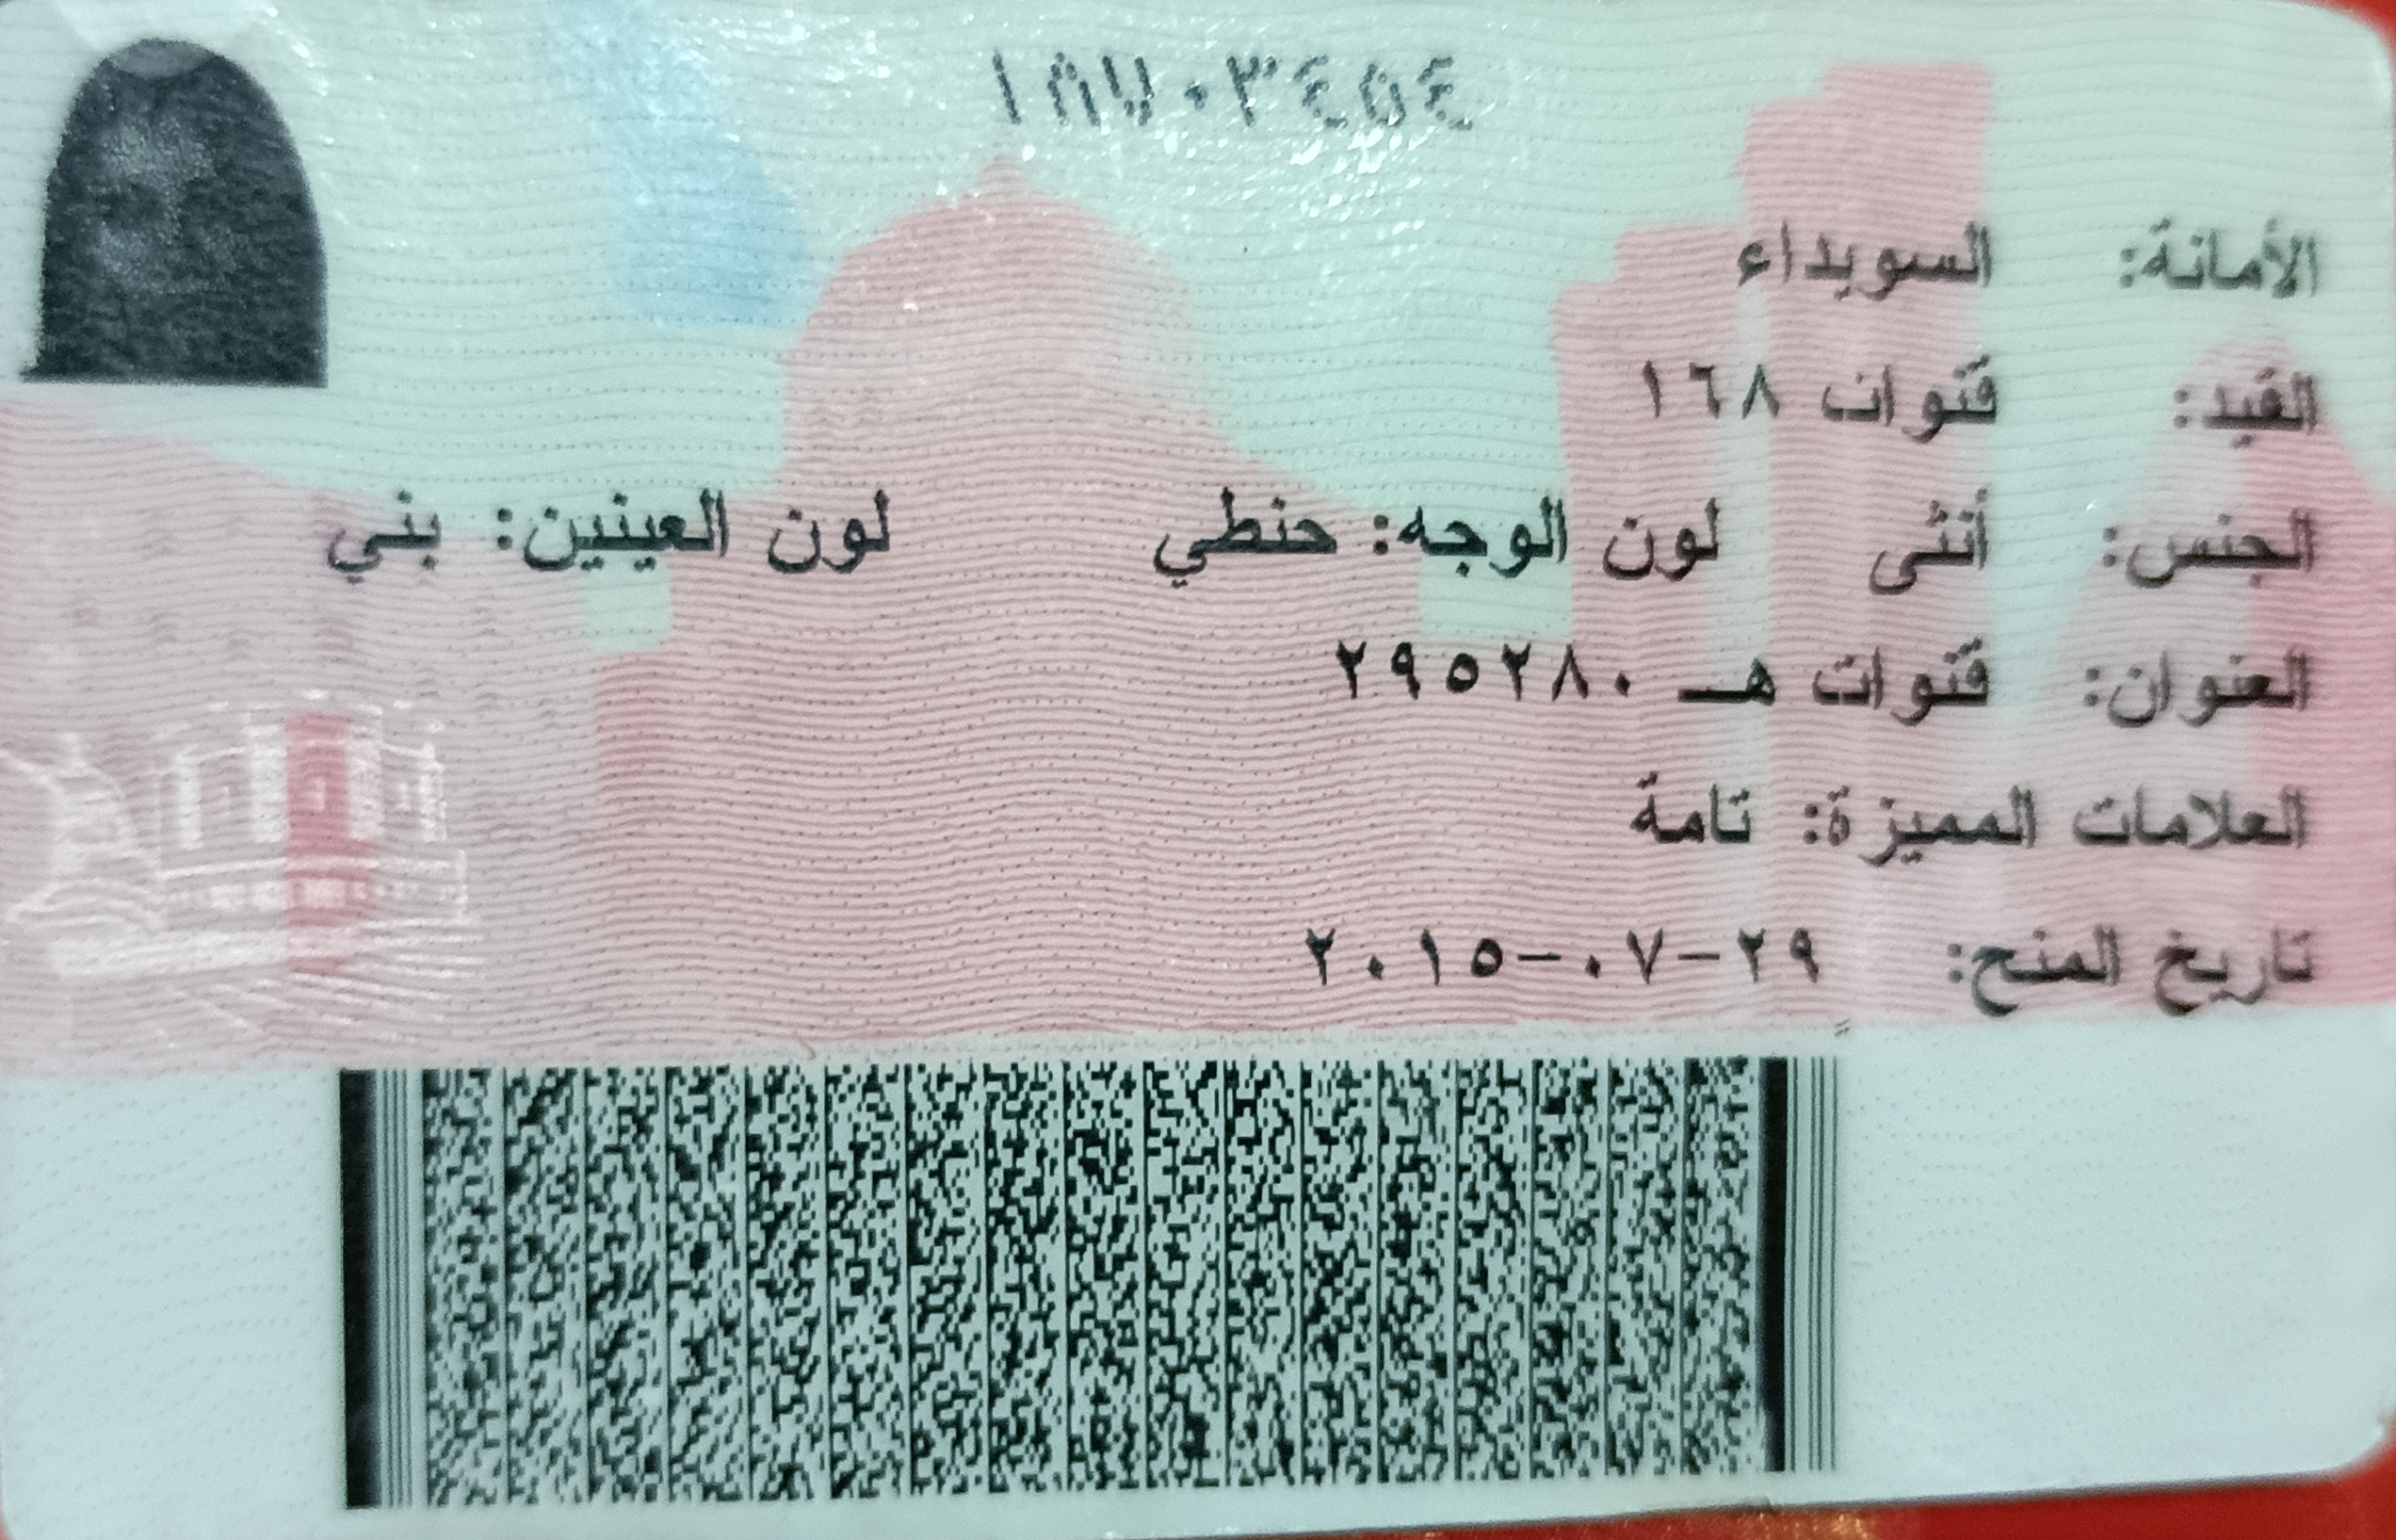 ١٨٧٠٣٤٥٤
الأمانة: السويداء
القيد: قنوات ١٦٨
الجنس: أنثى لون الوجه: حنطي لون العينين: بني
العنوان: قنوات هـ ٢٩٥٢٨٠
العلامات المميزة: تامة
تاريخ المنح: ٢٩-٠٧-٢٠١٥